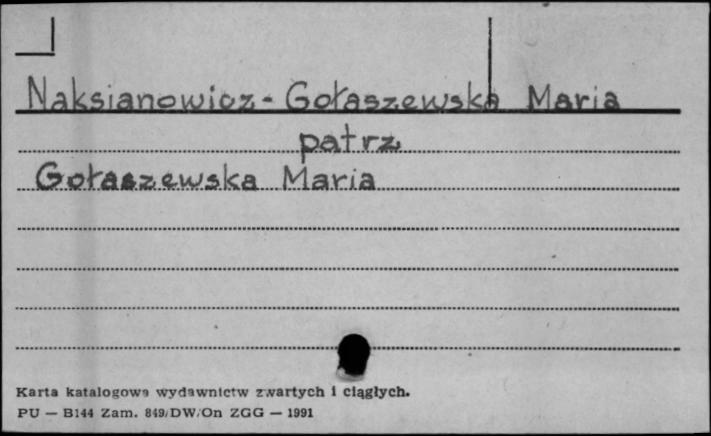 Naksianowicz - Gołaszewska Maria
patrz
Gołaszewska Maria
Karta katalogowa wydawnictw zwartych i ciągłych.
PU — B144 Zam. 849/DW/On ZGG — 1991